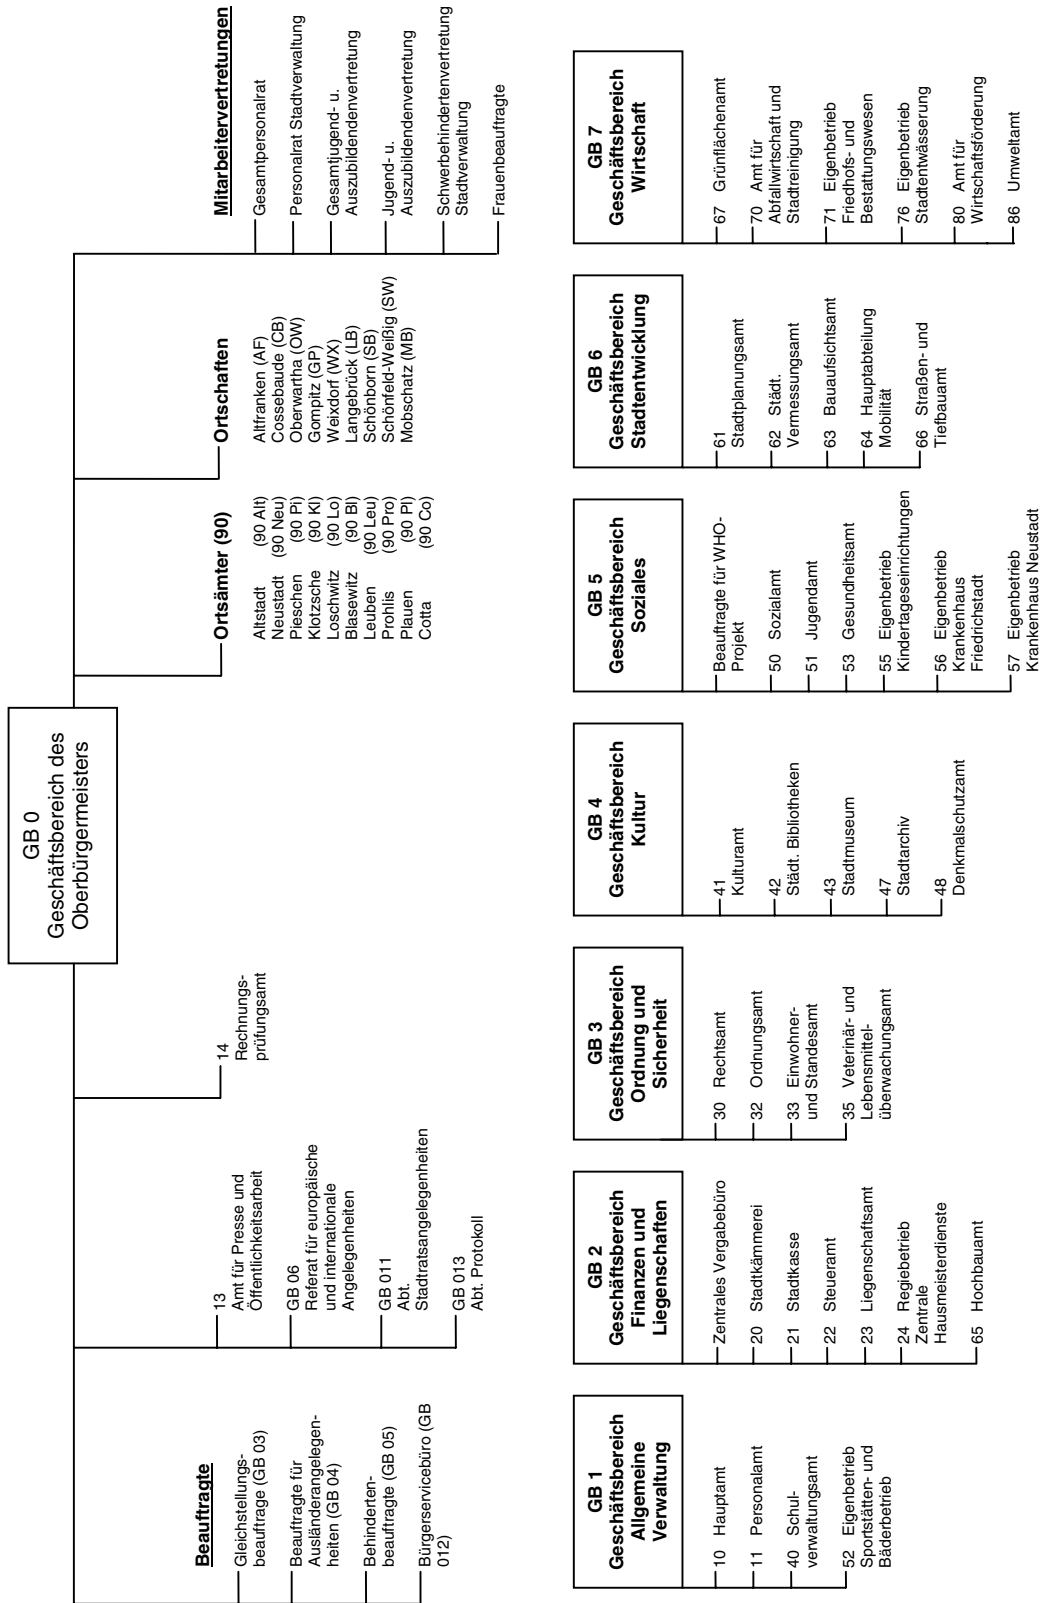 GB 0
Geschäftsbereich des
Oberbürgermeisters
Beauftragte
Gleichstellungs-
beauftrage (GB 03)
Beauftragte für
Ausländerangelegen-
heiten (GB 04)
Behinderten-
beauftragte (GB 05)
Bürgerservicebüro (GB
012)
13
Amt für Presse und
Öffentlichkeitsarbeit
GB 06
Referat für europäische
und internationale
Angelegenheiten
GB 011
Abt.
Stadtratsangelegenheiten
GB 013
Abt. Protokoll
14
Rechnungs-
prüfungsamt
Ortsämter (90)
Altstadt (90 Alt)
Neustadt (90 Neu)
Pieschen (90 Pi)
Klotzsche (90 Kl)
Loschwitz (90 Lo)
Blasewitz (90 Bl)
Leuben (90 Leu)
Prohlis (90 Pro)
Plauen (90 Pl)
Cotta (90 Co)
Ortschaften
Altfranken (AF)
Cossebaude (CB)
Oberwartha (OW)
Gompitz (GP)
Weixdorf (WX)
Langebrück (LB)
Schönborn (SB)
Schönfeld-Weißig (SW)
Mobschatz (MB)
Mitarbeitervertretungen
Gesamtpersonalrat
Personalrat Stadtverwaltung
Gesamtjugend- u.
Auszubildendenvertretung
Jugend- u.
Auszubildendenvertretung
Schwerbehindertenvertretung
Stadtverwaltung
Frauenbeauftragte
GB 1
Geschäftsbereich
Allgemeine
Verwaltung
10 Hauptamt
11 Personalamt
40 Schul-
verwaltungsamt
52 Eigenbetrieb
Sportstätten- und
Bäderbetrieb
GB 2
Geschäftsbereich
Finanzen und
Liegenschaften
Zentrales Vergabebüro
20 Stadtkämmerei
21 Stadtkasse
22 Steueramt
23 Liegenschaftsamt
24 Regiebetrieb
Zentrale
Hausmeisterdienste
65 Hochbauamt
GB 3
Geschäftsbereich
Ordnung und
Sicherheit
30 Rechtsamt
32 Ordnungsamt
33 Einwohner-
und Standesamt
35 Veterinär- und
Lebensmittel-
überwachungsamt
GB 4
Geschäftsbereich
Kultur
41
Kulturamt
42
Städt. Bibliotheken
43
Stadtmuseum
47
Stadtarchiv
48
Denkmalschutzamt
GB 5
Geschäftsbereich
Soziales
Beauftragte für WHO-
Projekt
50 Sozialamt
51 Jugendamt
53 Gesundheitsamt
55 Eigenbetrieb
Kindertageseinrichtungen
56 Eigenbetrieb
Krankenhaus
Friedrichstadt
57 Eigenbetrieb
Krankenhaus Neustadt
GB 6
Geschäftsbereich
Stadtentwicklung
61
Stadtplanungsamt
62 Städt.
Vermessungsamt
63 Bauaufsichtsamt
64 Hauptabteilung
Mobilität
66 Straßen- und
Tiefbauamt
GB 7
Geschäftsbereich
Wirtschaft
67 Grünflächenamt
70 Amt für
Abfallwirtschaft und
Stadtreinigung
71 Eigenbetrieb
Friedhofs- und
Bestattungswesen
76 Eigenbetrieb
Stadtentwässerung
80 Amt für
Wirtschaftsförderung
86 Umweltamt